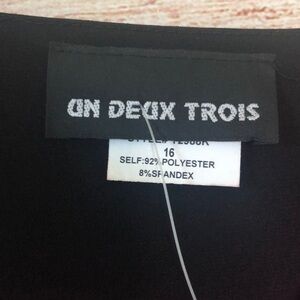 UN DEUX TROIS
16
SELF:92% POLYESTER
8%SPANDEX